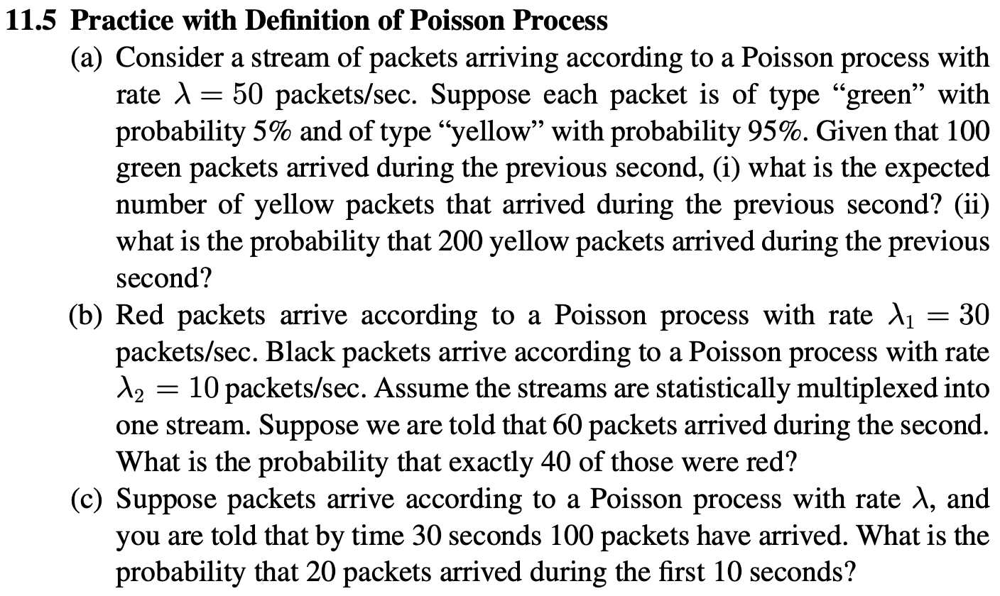 11.5 Practice with Definition of Poisson Process
(a) Consider a stream of packets arriving according to a Poisson process with
rate λ = 50 packets/sec. Suppose each packet is of type “green” with
probability 5% and of type “yellow” with probability 95%. Given that 100
green packets arrived during the previous second, (i) what is the expected
number of yellow packets that arrived during the previous second? (ii)
what is the probability that 200 yellow packets arrived during the previous
second?
(b) Red packets arrive according to a Poisson process with rate λ₁ = 30
packets/sec. Black packets arrive according to a Poisson process with rate
λ₂ = 10 packets/sec. Assume the streams are statistically multiplexed into
one stream. Suppose we are told that 60 packets arrived during the second.
What is the probability that exactly 40 of those were red?
(c) Suppose packets arrive according to a Poisson process with rate λ, and
you are told that by time 30 seconds 100 packets have arrived. What is the
probability that 20 packets arrived during the first 10 seconds?